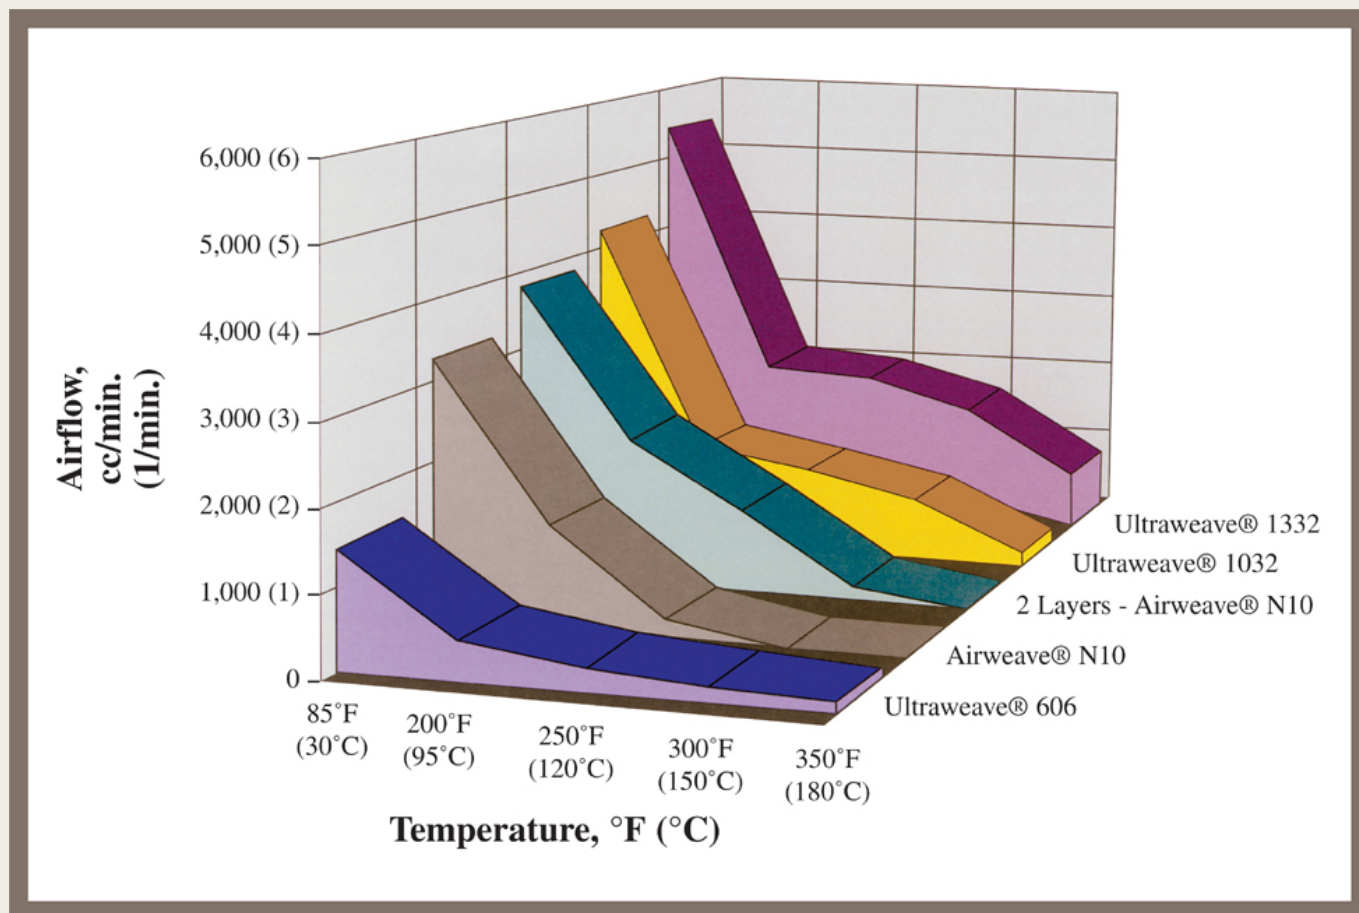 6,000 (6)
5,000 (5)
4,000 (4)
3,000 (3)
2,000 (2)
1,000 (1)
0
Airflow,
cc/min.
(1/min.)
85˚F
(30˚C)
200˚F
(95˚C)
250˚F
(120˚C)
300˚F
(150˚C)
350˚F
(180˚C)
Temperature, °F (°C)
Ultraweave® 1332
Ultraweave® 1032
2 Layers - Airweave® N10
Airweave® N10
Ultraweave® 606